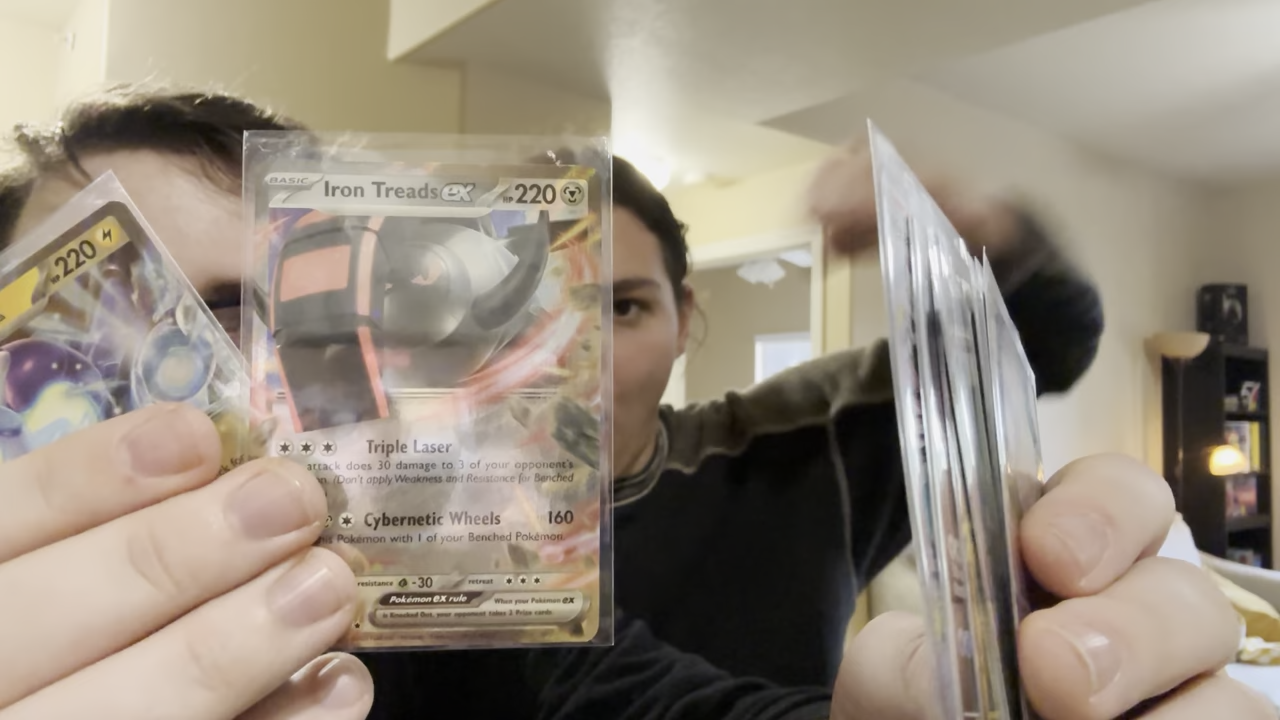 220
BASIC Iron Treads ex HP 220
Triple Laser
attack does 30 damage to 3 of your opponent's
(Don't apply Weakness and Resistance for Benched
Cybernetic Wheels 160
this Pokémon with 1 of your Benched Pokémon.
resistance -30 retreat
Pokémon ex rule When your Pokémon ex
is Knocked Out, your opponent takes 2 Prize cards.